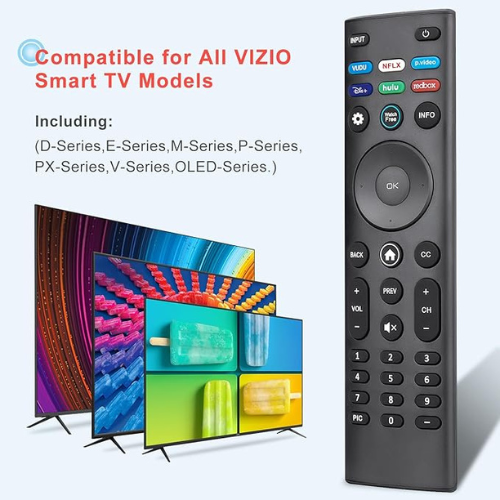 Compatible for All VIZIO
Smart TV Models
Including:
(D-Series,E-Series,M-Series,P-Series,
PX-Series,V-Series,OLED-Series.)
INPUT
VUDU NFLX p.video
Disney+ hulu redbox
Watch Free INFO
OK
BACK CC
+ PREV +
VOL CH
- -
1 2 3
4 5 6
7 8 9
PIC 0 -